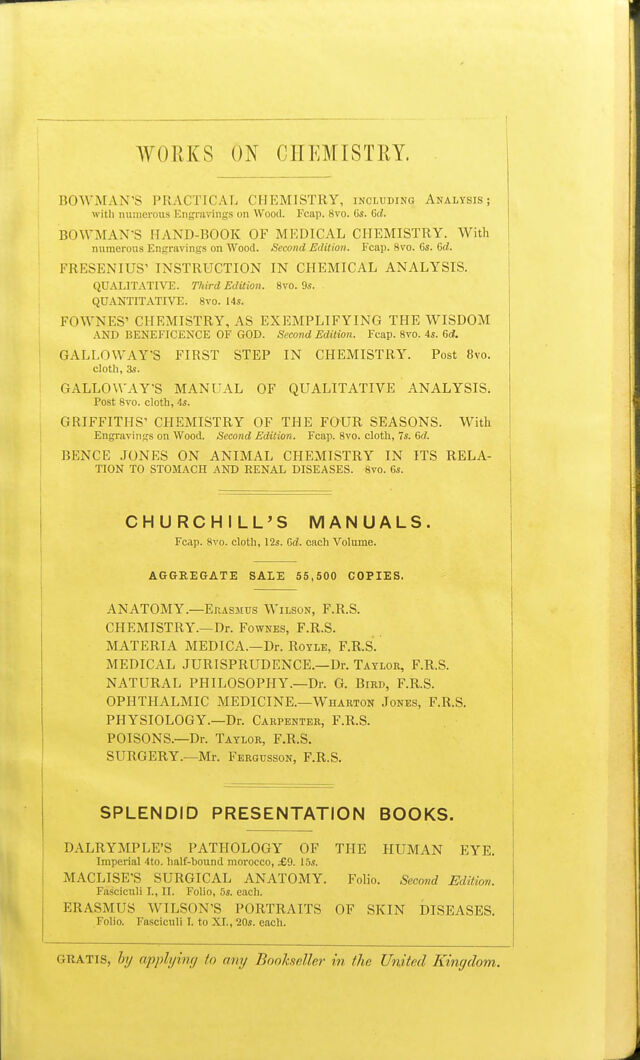 WORKS ON CHEMISTRY.
BOWMAN'S PRACTICAL CHEMISTRY, INCLUDING ANALYSIS;
with numerous Engravings on Wood. Fcap. 8vo. 6s. 6d.
BOWMAN'S HAND-BOOK OF MEDICAL CHEMISTRY. With
numerous Engravings on Wood. Second Edition. Fcap. 8vo. 6s. 6d.
FRESENIUS' INSTRUCTION IN CHEMICAL ANALYSIS.
QUALITATIVE. Third Edition. 8vo. 9s.
QUANTITATIVE. 8vo. 14s.
FOWNES' CHEMISTRY, AS EXEMPLIFYING THE WISDOM
AND BENEFICENCE OF GOD. Second Edition. Fcap. 8vo. 4s. 6d.
GALLOWAY'S FIRST STEP IN CHEMISTRY. Post 8vo.
cloth, 3s.
GALLOWAY'S MANUAL OF QUALITATIVE ANALYSIS.
Post 8vo. cloth, 4s.
GRIFFITHS' CHEMISTRY OF THE FOUR SEASONS. With
Engravings on Wood. Second Edition. Fcap. 8vo. cloth, 7s. 6d.
BENCE JONES ON ANIMAL CHEMISTRY IN ITS RELA-
TION TO STOMACH AND RENAL DISEASES. 8vo. 6s.
CHURCHILL'S MANUALS.
Fcap. 8vo. cloth, 12s. 6d. each Volume.
AGGREGATE SALE 55,500 COPIES.
ANATOMY.—ERASMUS WILSON, F.R.S.
CHEMISTRY.—DR. FOWNES, F.R.S.
MATERIA MEDICA.—DR. ROYLE, F.R.S.
MEDICAL JURISPRUDENCE.—DR. TAYLOR, F.R.S.
NATURAL PHILOSOPHY.—DR. G. BIRD, F.R.S.
OPHTHALMIC MEDICINE.—WHARTON JONES, F.R.S.
PHYSIOLOGY.—DR. CARPENTER, F.R.S.
POISONS.—DR. TAYLOR, F.R.S.
SURGERY.—MR. FERGUSSON, F.R.S.
SPLENDID PRESENTATION BOOKS.
DALRYMPLE'S PATHOLOGY OF THE HUMAN EYE.
Imperial 4to. half-bound morocco, £9. 15s.
MACLISE'S SURGICAL ANATOMY. Folio. Second Edition.
Fasciculi I., II. Folio, 5s. each.
ERASMUS WILSON'S PORTRAITS OF SKIN DISEASES.
Folio. Fasciculi I. to XI., 20s. each.
GRATIS, by applying to any Bookseller in the United Kingdom.